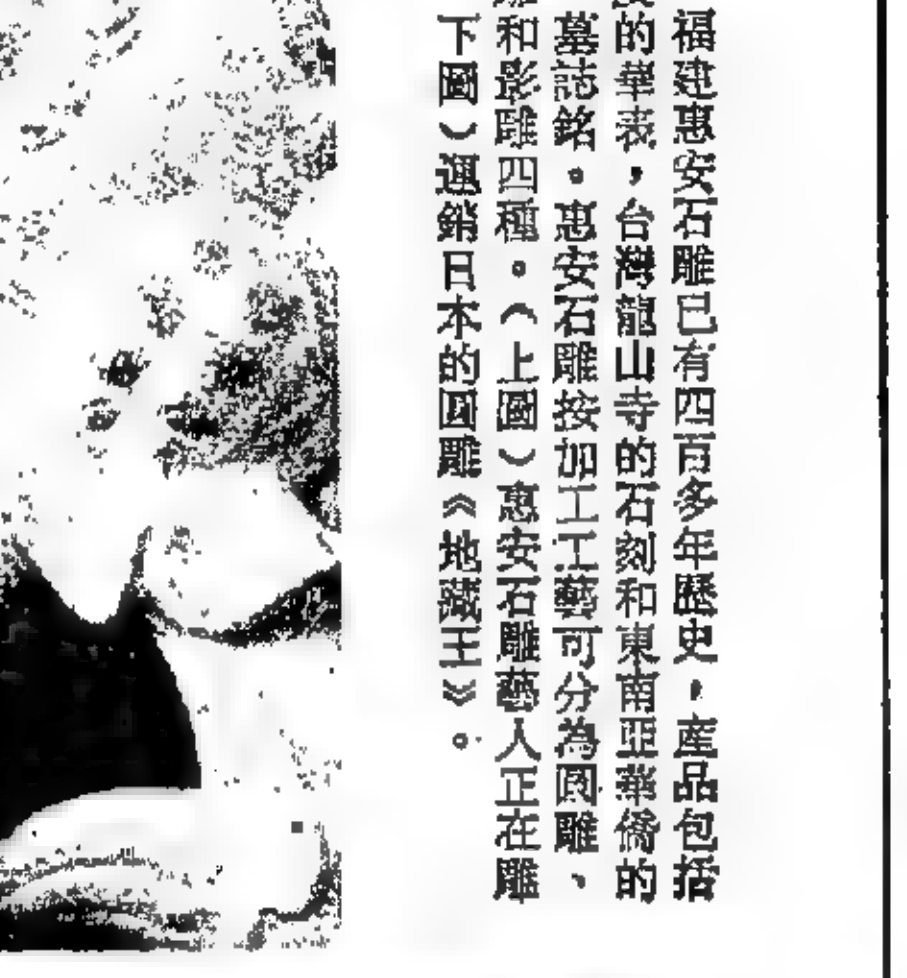 福建惠安石雕已有四百多年歷史，產品包括
的華表，台灣龍山寺的石刻和東南亞華僑的
墓誌銘。惠安石雕按加工工藝可分為圓雕、
和影雕四種。（上圖）惠安石雕藝人正在雕
下圖）運銷日本的圓雕《地藏王》。